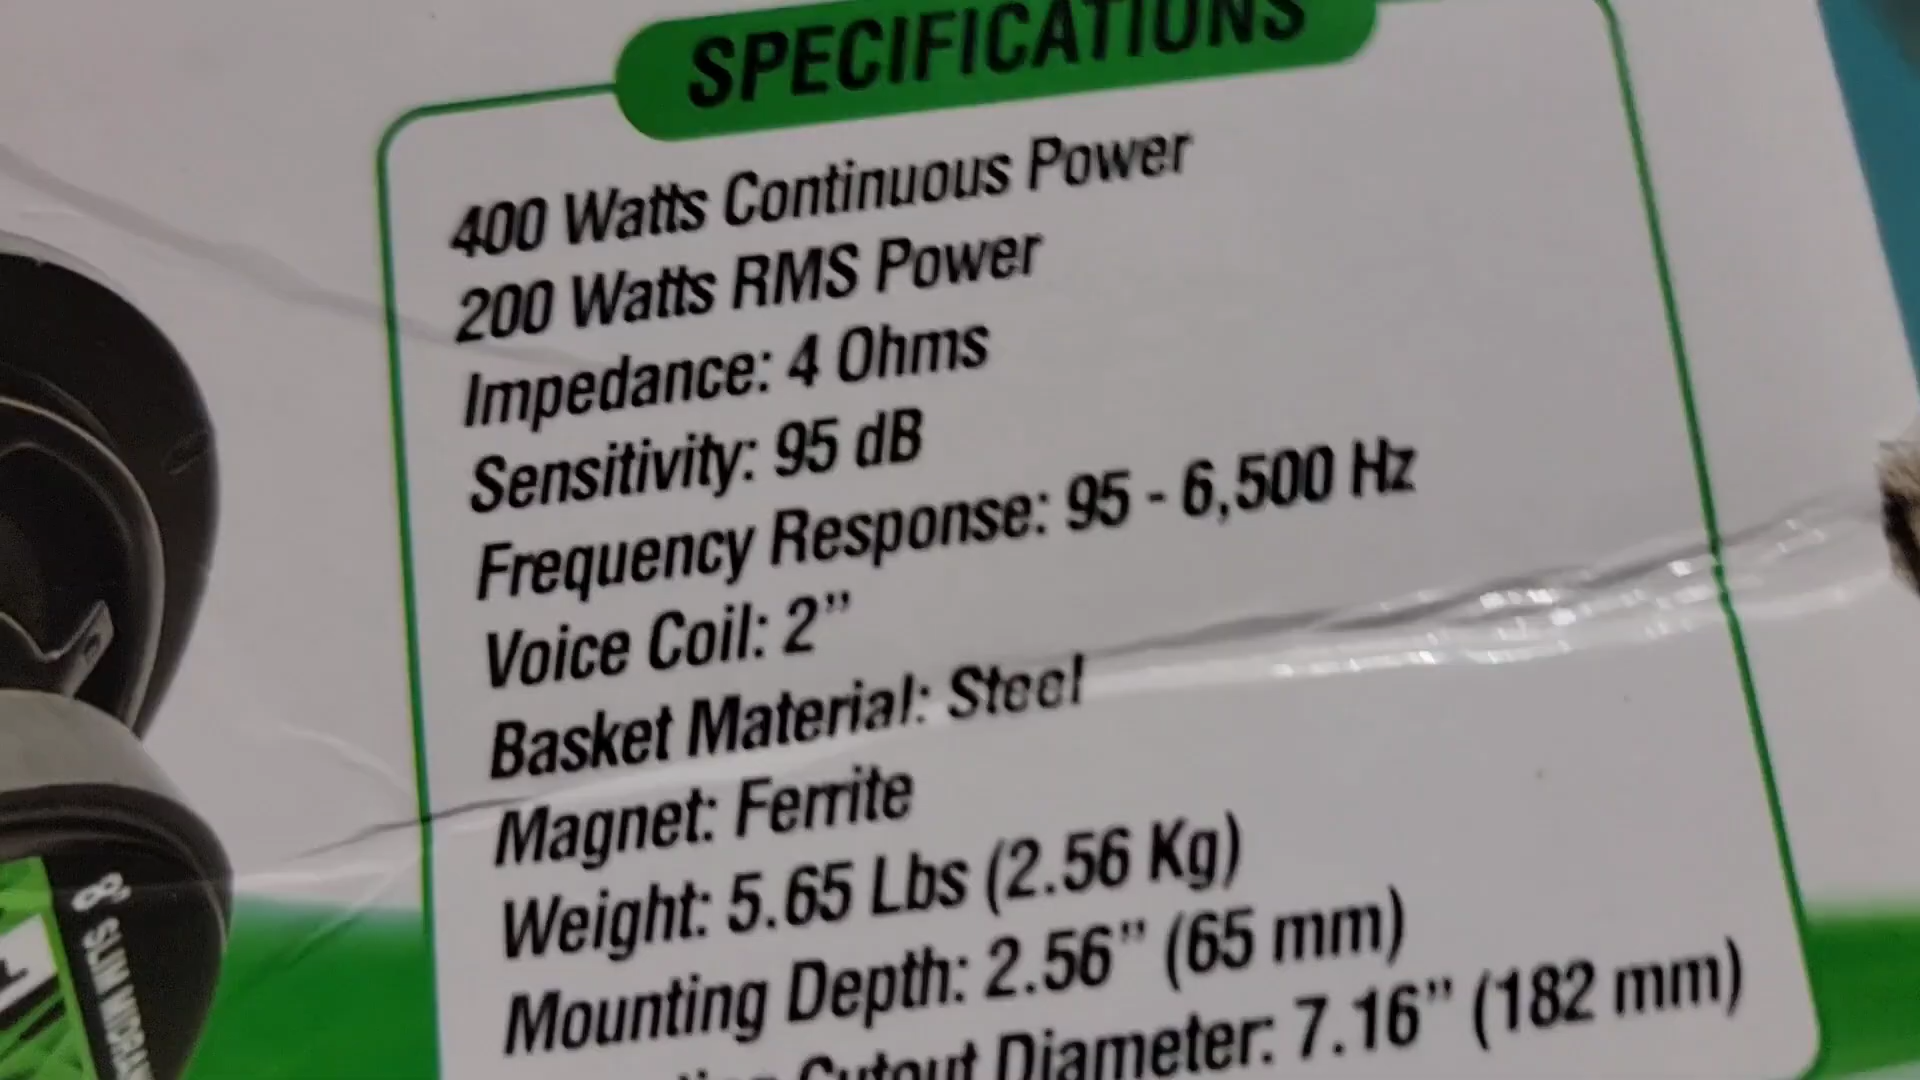 SPECIFICATIONS
400 Watts Continuous Power
200 Watts RMS Power
Impedance: 4 Ohms
Sensitivity: 95 dB
Frequency Response: 95 - 6,500 Hz
Voice Coil: 2”
Basket Material: Steel
Magnet: Ferrite
Weight: 5.65 Lbs (2.56 Kg)
Mounting Depth: 2.56” (65 mm)
Cutout Diameter: 7.16” (182 mm)
8" SLIM